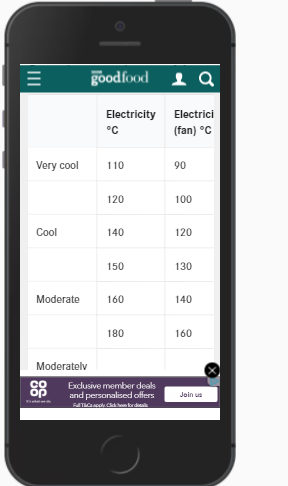 goodfood
Electricity Electrici
°C (fan) °C
Very cool 110 90
120 100
Cool 140 120
150 130
Moderate 160 140
180 160
Moderately
CO
OP
It's what we do
Exclusive member deals
and personalised offers
Full T&Cs apply. Click here for details
Join us